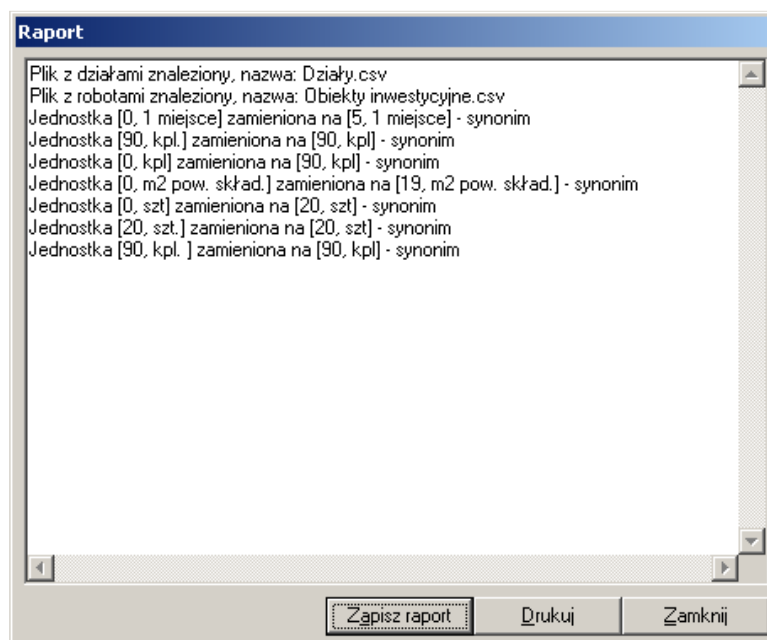 Raport
Plik z działami znaleziony, nazwa: Działy.csv
Plik z robotami znaleziony, nazwa: Obiekty inwestycyjne.csv
Jednostka [0, 1 miejsce] zamieniona na [5, 1 miejsce] - synonim
Jednostka [90, kpl.] zamieniona na [90, kpl] - synonim
Jednostka [0, kpl] zamieniona na [90, kpl] - synonim
Jednostka [0, m2 pow. skład.] zamieniona na [19, m2 pow. skład.] - synonim
Jednostka [0, szt] zamieniona na [20, szt] - synonim
Jednostka [20, szt.] zamieniona na [20, szt] - synonim
Jednostka [90, kpl. ] zamieniona na [90, kpl] - synonim
Zapisz raport Drukuj Zamknij